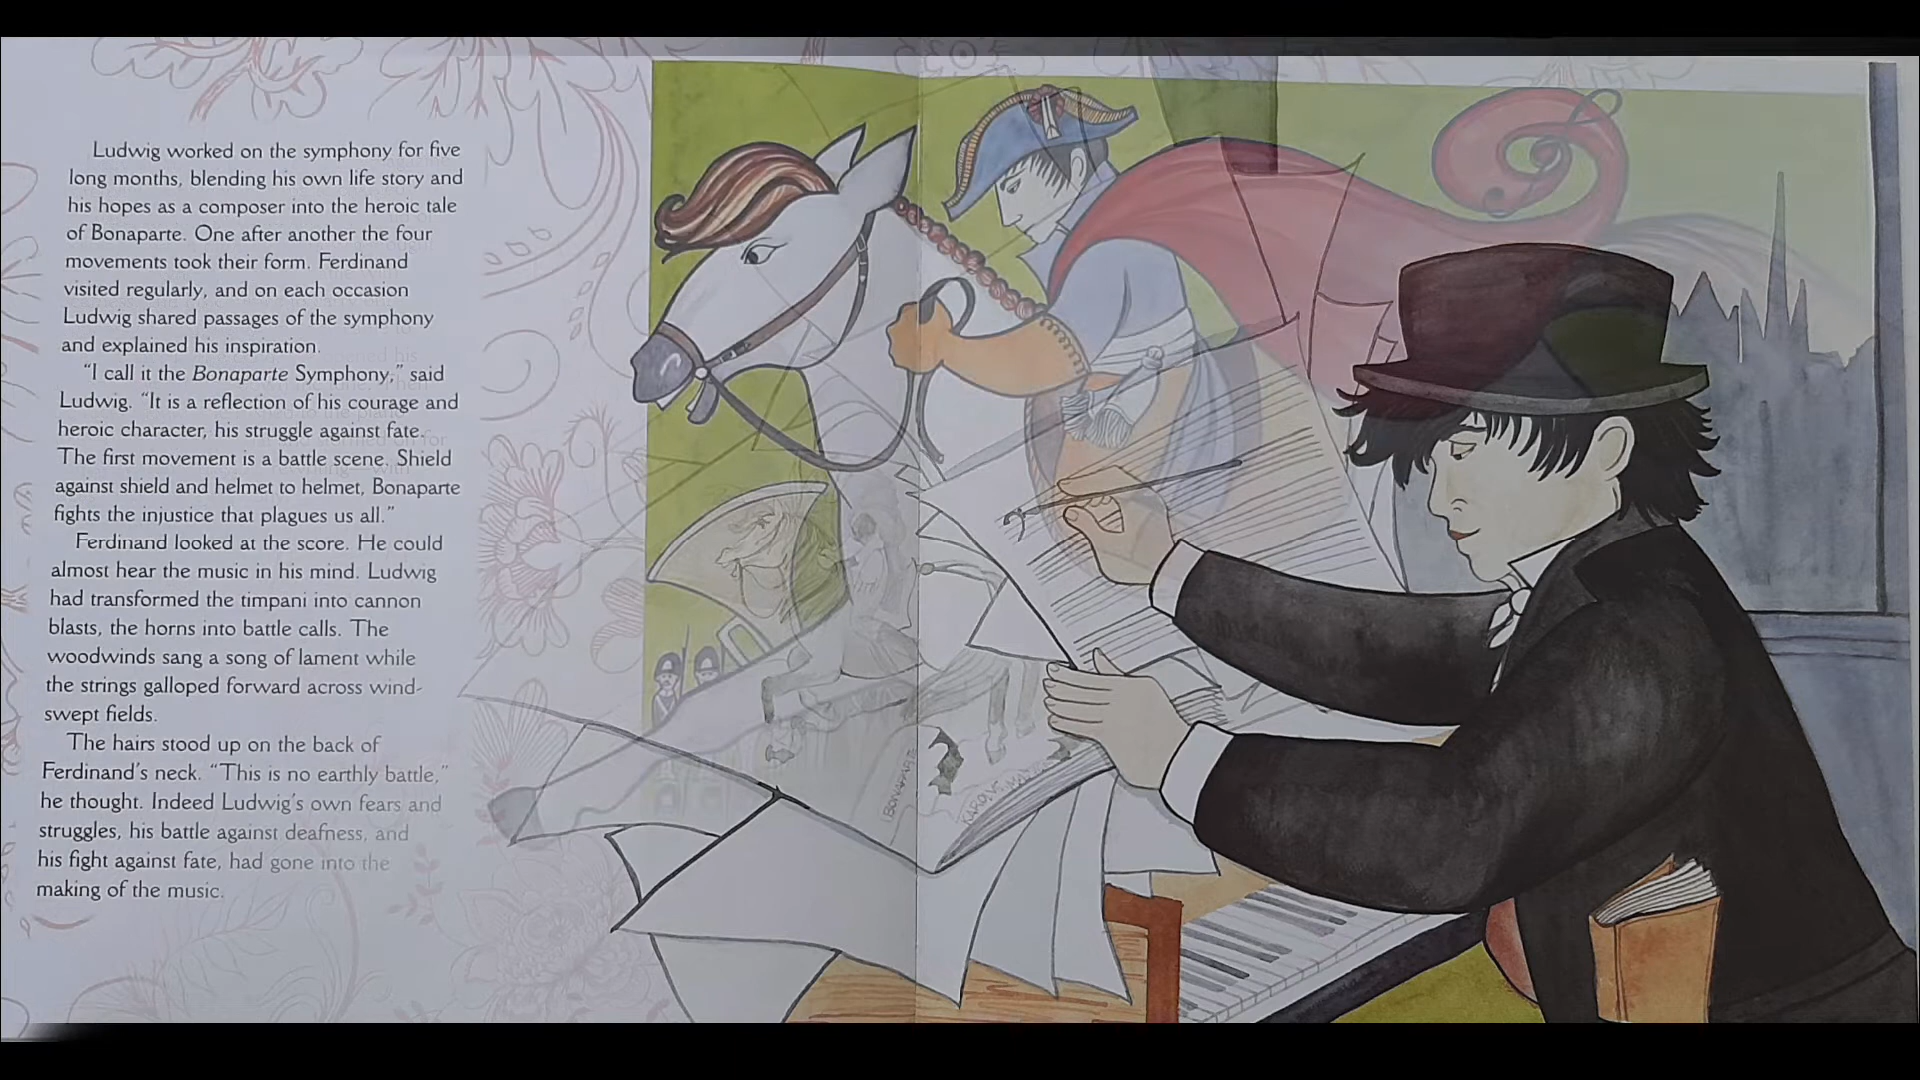 Ludwig worked on the symphony for five
long months, blending his own life story and
his hopes as a composer into the heroic tale
of Bonaparte. One after another the four
movements took their form. Ferdinand
visited regularly, and on each occasion
Ludwig shared passages of the symphony
and explained his inspiration.
“I call it the Bonaparte Symphony,” said
Ludwig. “It is a reflection of his courage and
heroic character, his struggle against fate.
The first movement is a battle scene. Shield
against shield and helmet to helmet, Bonaparte
fights the injustice that plagues us all.”
Ferdinand looked at the score. He could
almost hear the music in his mind. Ludwig
had transformed the timpani into cannon
blasts, the horns into battle calls. The
woodwinds sang a song of lament while
the strings galloped forward across wind-
swept fields.
The hairs stood up on the back of
Ferdinand’s neck. “This is no earthly battle,”
he thought. Indeed Ludwig’s own fears and
struggles, his battle against deafness, and
his fight against fate, had gone into the
making of the music.
BONAPARTE